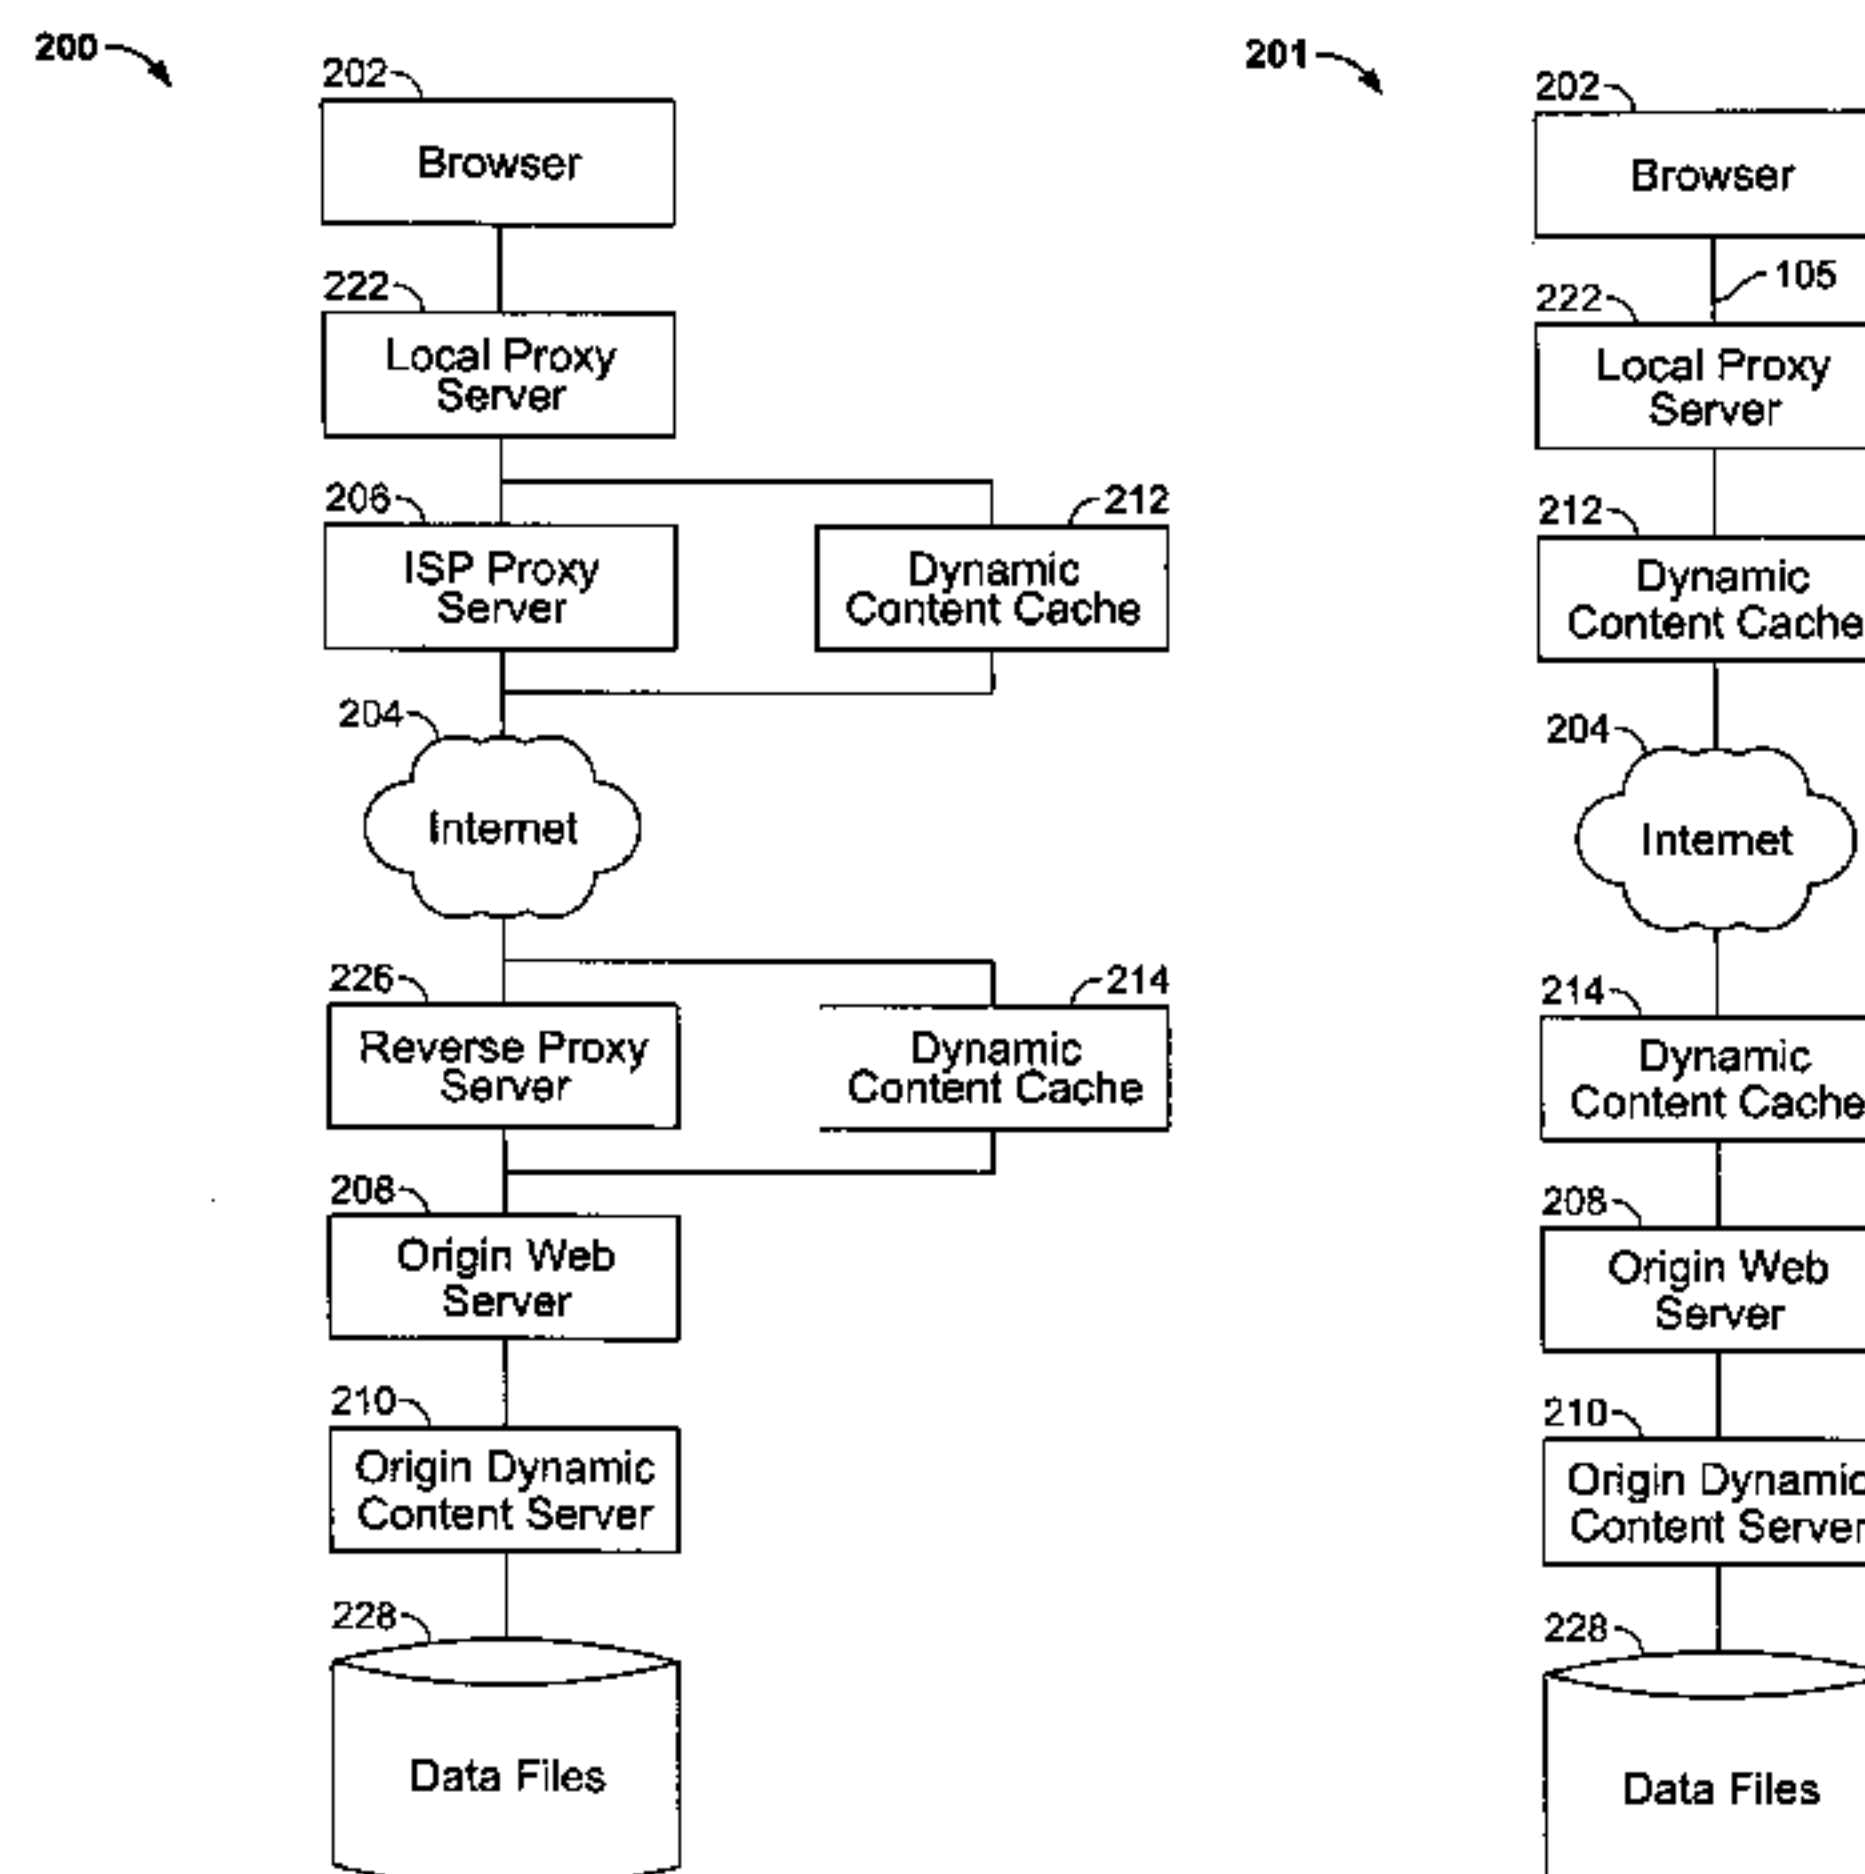 200
202
Browser
222
Local Proxy
Server
206
ISP Proxy
Server
212
Dynamic
Content Cache
204
Internet
226
Reverse Proxy
Server
214
Dynamic
Content Cache
208
Origin Web
Server
210
Origin Dynamic
Content Server
228
Data Files
201
202
Browser
105
222
Local Proxy
Server
212
Dynamic
Content Cache
204
Internet
214
Dynamic
Content Cache
208
Origin Web
Server
210
Origin Dynamic
Content Server
228
Data Files